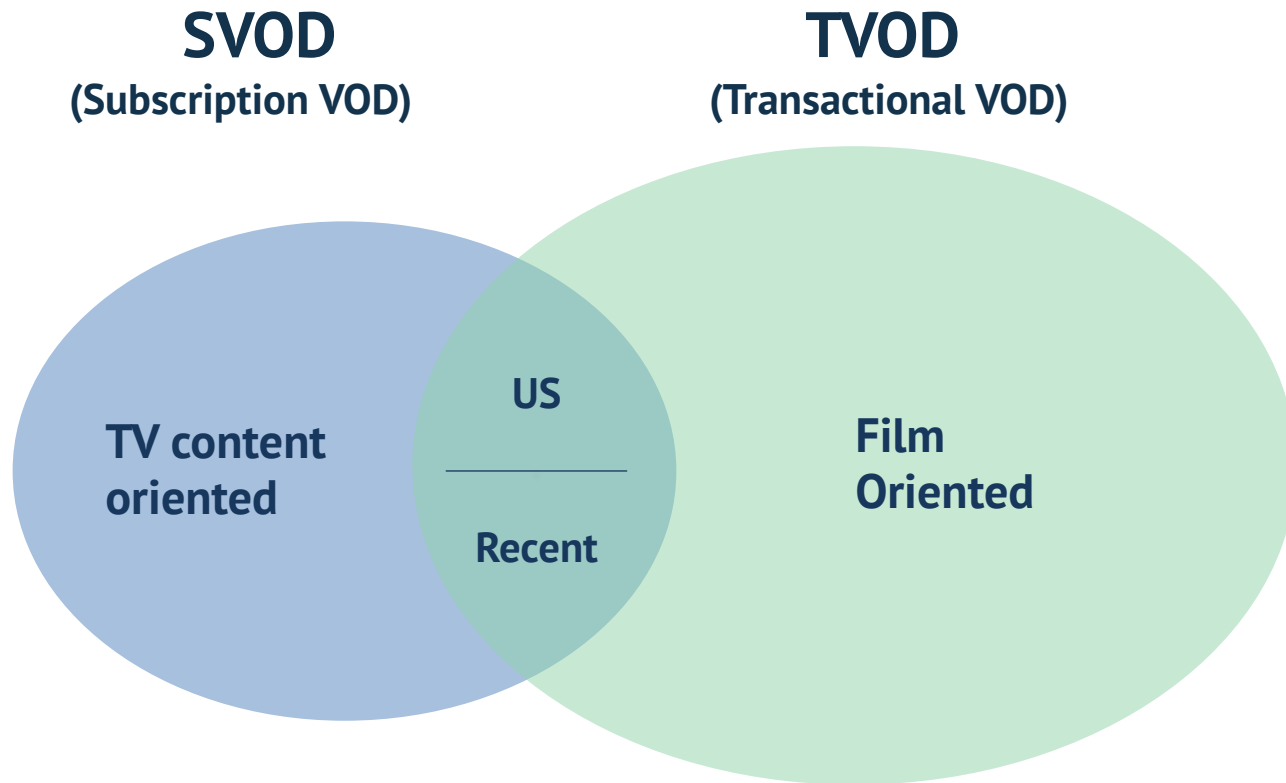 SVOD
(Subscription VOD)
TVOD
(Transactional VOD)
TV content
oriented
US
Recent
Film
Oriented